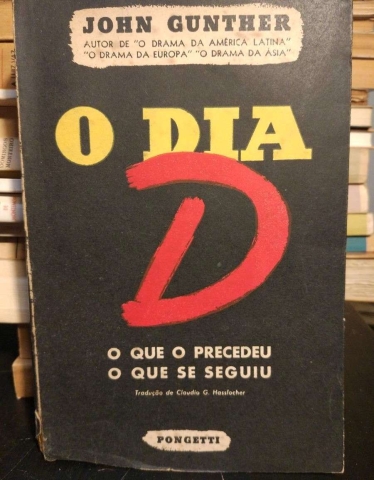 JOHN GUNTHER
AUTOR DE "O DRAMA DA AMÉRICA LATINA"
"O DRAMA DA EUROPA" "O DRAMA DA ÁSIA"
O DIA
D
O QUE O PRECEDEU
O QUE SE SEGUIU
Tradução de Claudio G. Hasslocher
PONGETTI